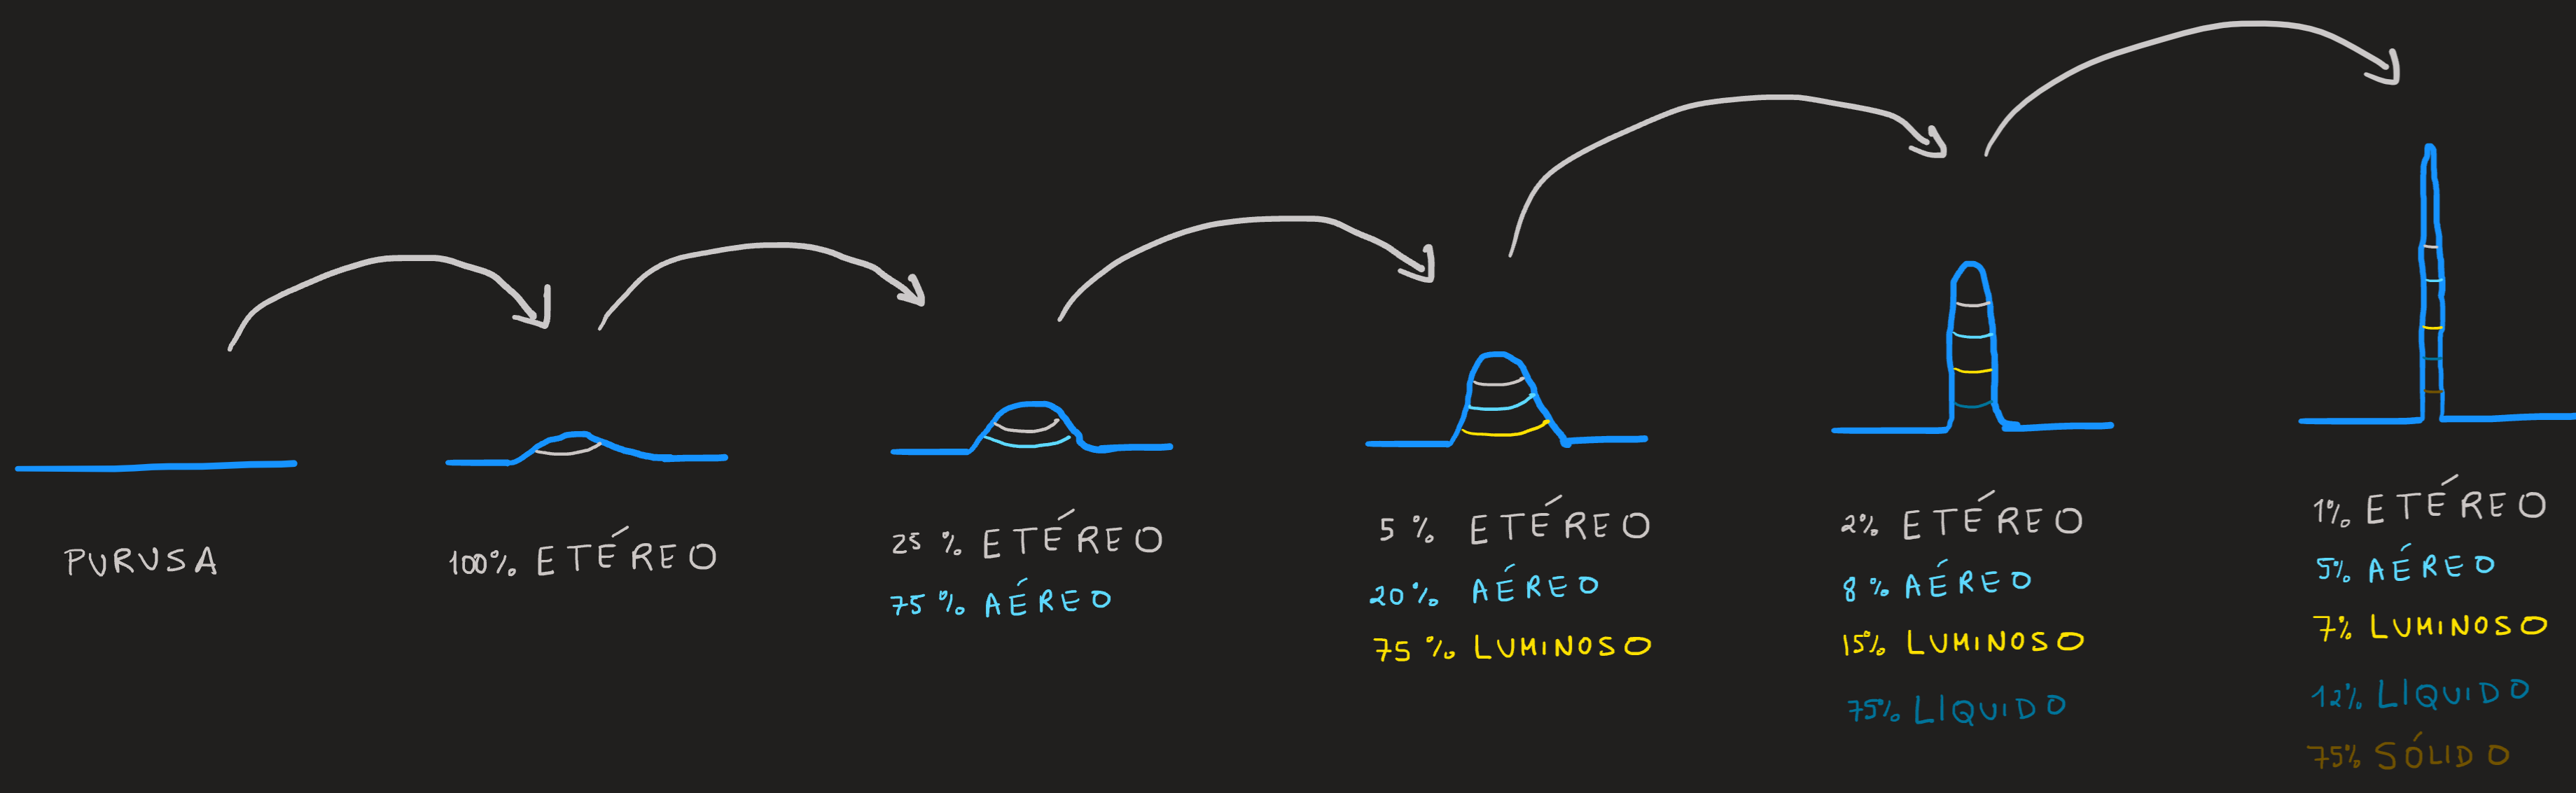 PURUSA
100% ETÉREO
25 % ETÉREO
75 % AÉREO
5 % ETÉREO
20% AÉREO
75 % LUMINOSO
2% ETÉREO
8 % AÉREO
15% LUMINOSO
75% LIQUIDO
1% ETÉREO
5% AÉREO
7% LUMINOSO
12% LIQUIDO
75% SÓLIDO